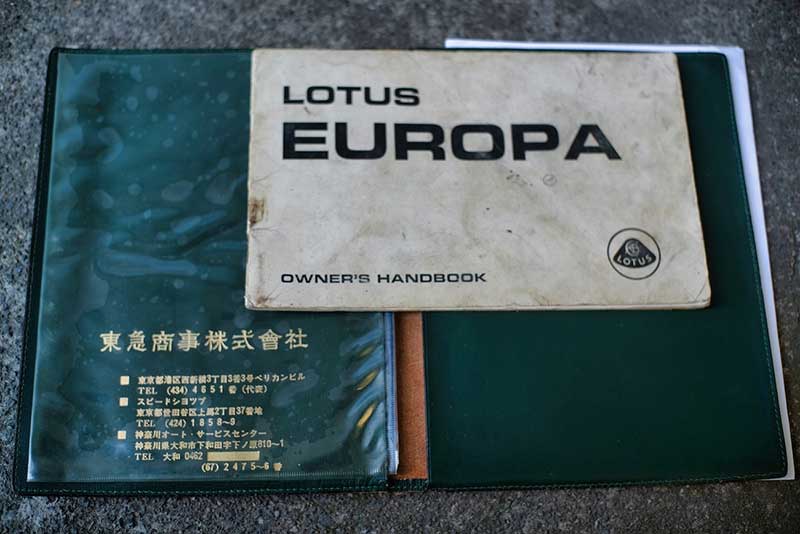 LOTUS
EUROPA
LOTUS
OWNER'S HANDBOOK
東急商事株式會社
東京都港区西新橋3丁目3番3号ペリカンビル
TEL (434) 4651番 (代表)
スピードショップ
東京都世田谷区上馬2丁目37番地
TEL (424) 1858~9
神奈川オート・サービスセンター
神奈川県大和市下和田字下ノ原810~1
TEL 大和 0462
(67) 2475~6番